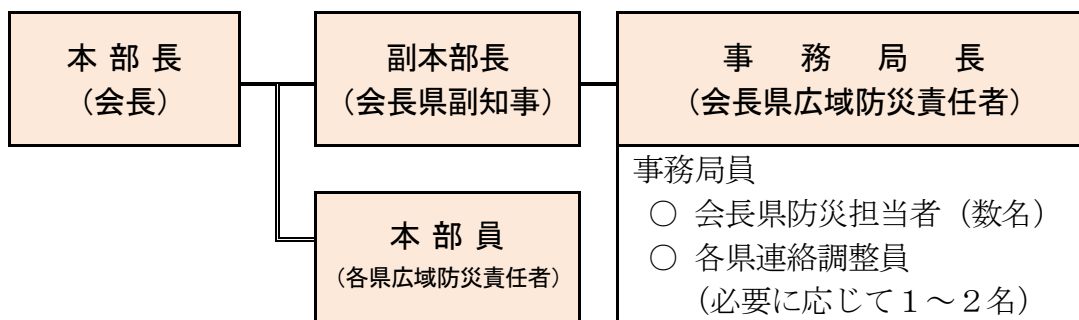 本部長
(会長)
副本部長
(会長県副知事)
事務局長
(会長県広域防災責任者)
本部員
(各県広域防災責任者)
事務局員
○ 会長県防災担当者(数名)
○ 各県連絡調整員
(必要に応じて1～2名)